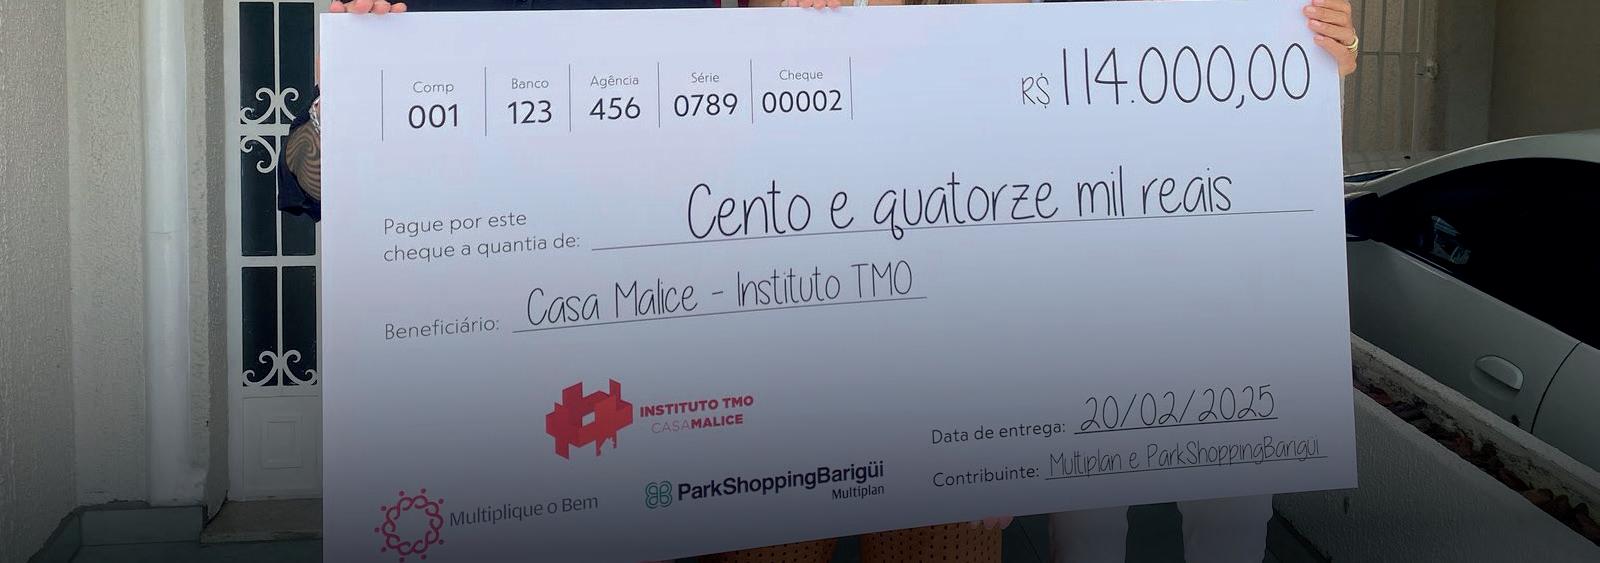 Comp Banco Agência Série Cheque
001 123 456 0789 00002
R$ 114.000,00
Pague por este
cheque a quantia de: Cento e quatorze mil reais
Beneficiário: Casa Malice - Instituto TMO
INSTITUTO TMO
CASAMALICE
Data de entrega: 20/02/2025
Contribuinte: Multiplan e ParkShoppingBarigüi
Multiplique o Bem
ParkShoppingBarigüi
Multiplan